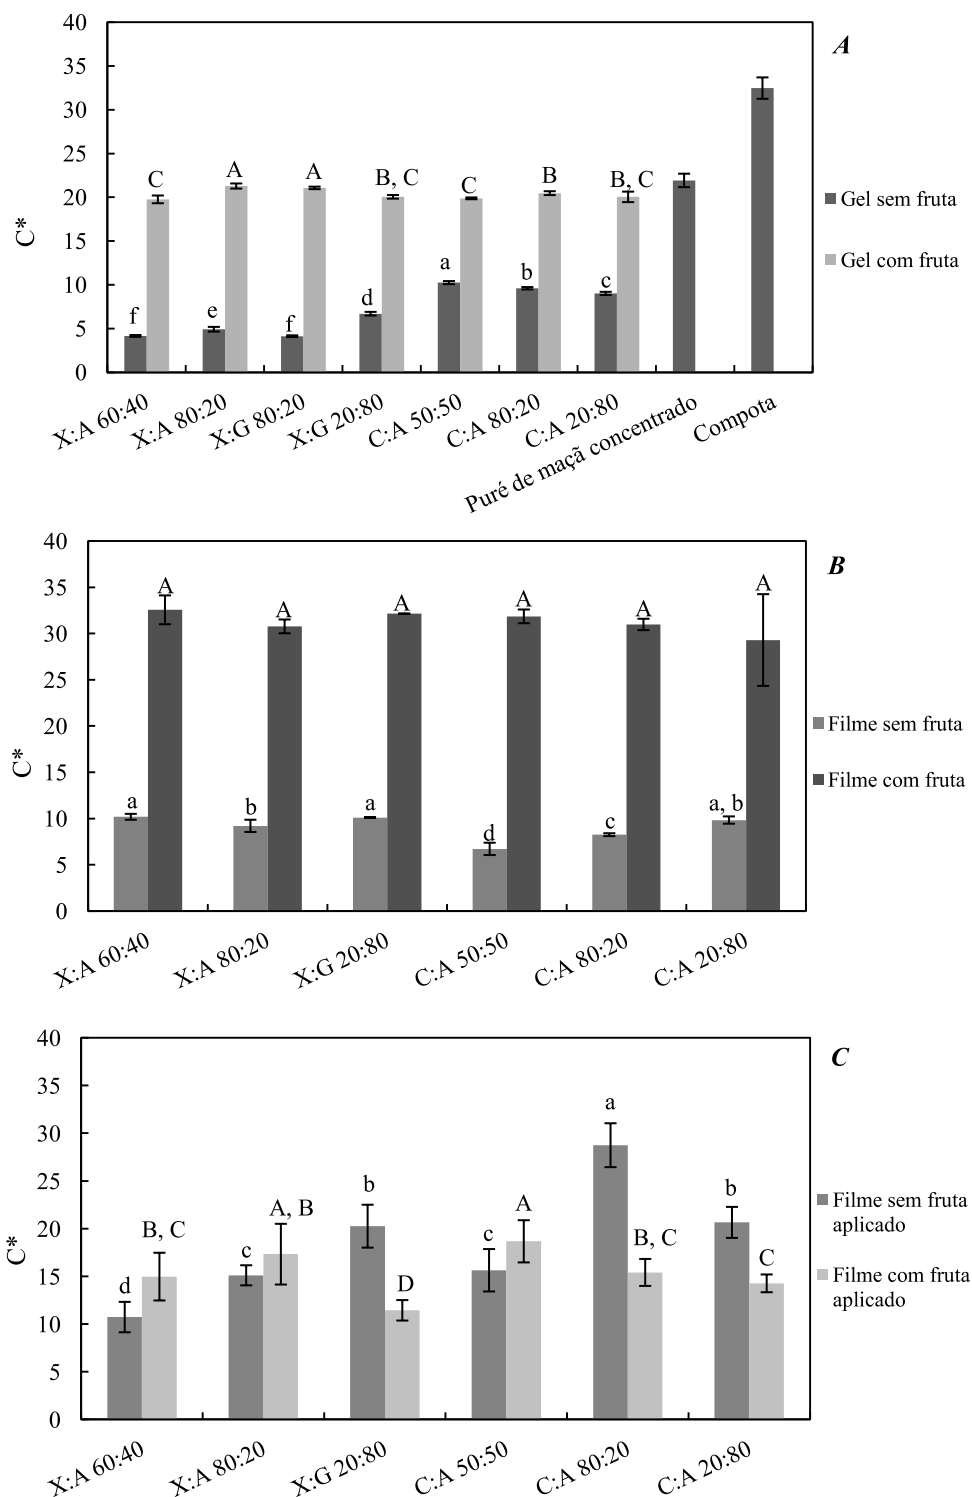 40
A
35
30
25
A A
C B, C C B B, C
20
C*
Gel sem fruta
Gel com fruta
15
a
10
b
c
d
e
f f
5
0
X:A 60:40
X:A 80:20
X:G 80:20
X:G 20:80
C:A 50:50
C:A 80:20
C:A 20:80
Puré de maçã concentrado
Compota
40
B
35
A A A A A A
30
25
20
C*
Filme sem fruta
Filme com fruta
15
10
a b a d c a, b
5
0
X:A 60:40
X:A 80:20
X:G 20:80
C:A 50:50
C:A 80:20
C:A 20:80
40
C
35
a
30
25
b b
A, B A
B, C B, C
20
C*
Filme sem fruta
aplicado
Filme com fruta
aplicado
c c
C
15
d D
10
5
0
X:A 60:40
X:A 80:20
X:G 20:80
C:A 50:50
C:A 80:20
C:A 20:80